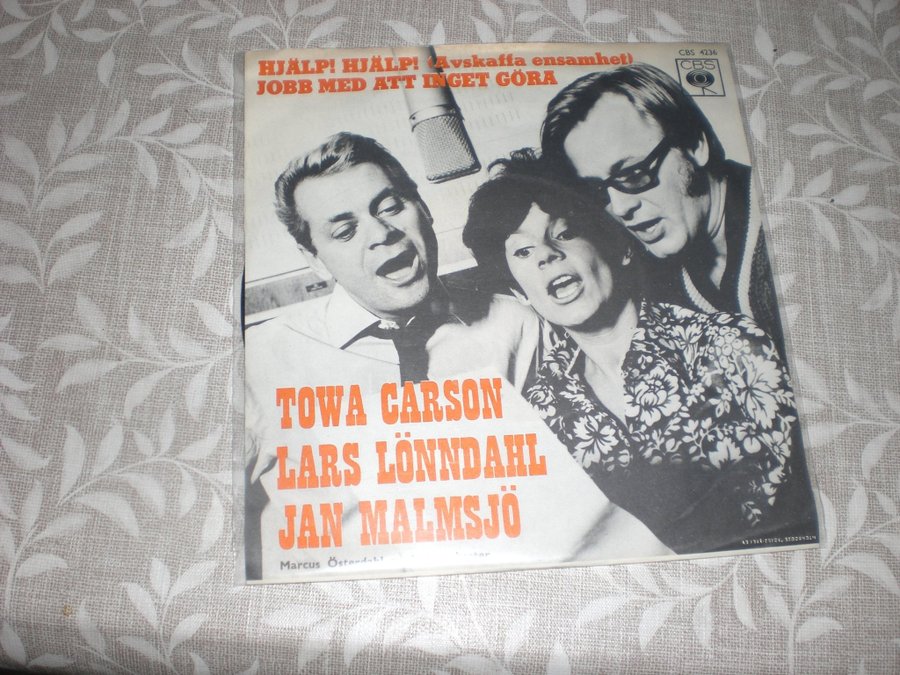 HJÄLP! HJÄLP! (Avskaffa ensamhet)
JOBB MED ATT INGET GÖRA
CBS 4236
CBS
TOWA CARSON
LARS LÖNNDAHL
JAN MALMSJÖ
Marcus Österdahl